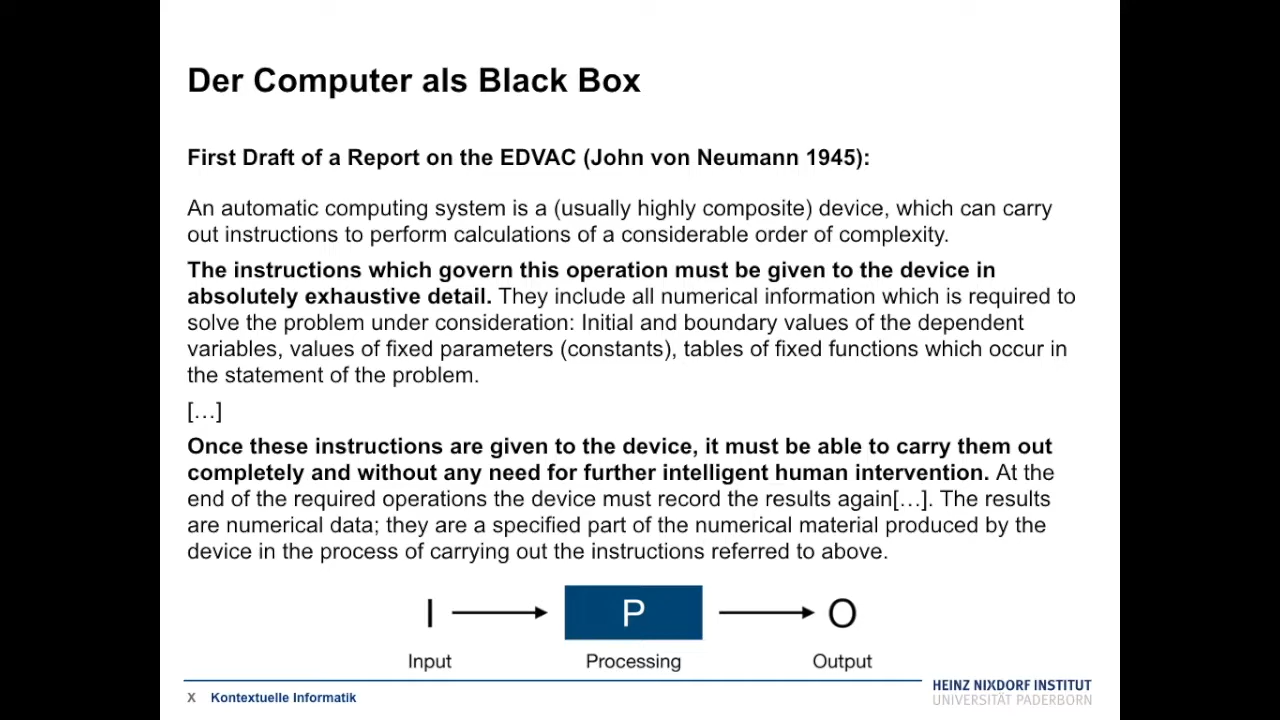 Der Computer als Black Box
First Draft of a Report on the EDVAC (John von Neumann 1945):
An automatic computing system is a (usually highly composite) device, which can carry
out instructions to perform calculations of a considerable order of complexity.
The instructions which govern this operation must be given to the device in
absolutely exhaustive detail. They include all numerical information which is required to
solve the problem under consideration: Initial and boundary values of the dependent
variables, values of fixed parameters (constants), tables of fixed functions which occur in
the statement of the problem.
[…]
Once these instructions are given to the device, it must be able to carry them out
completely and without any need for further intelligent human intervention. At the
end of the required operations the device must record the results again[…]. The results
are numerical data; they are a specified part of the numerical material produced by the
device in the process of carrying out the instructions referred to above.
I P O
Input Processing Output
X Kontextuelle Informatik
HEINZ NIXDORF INSTITUT
UNIVERSITÄT PADERBORN